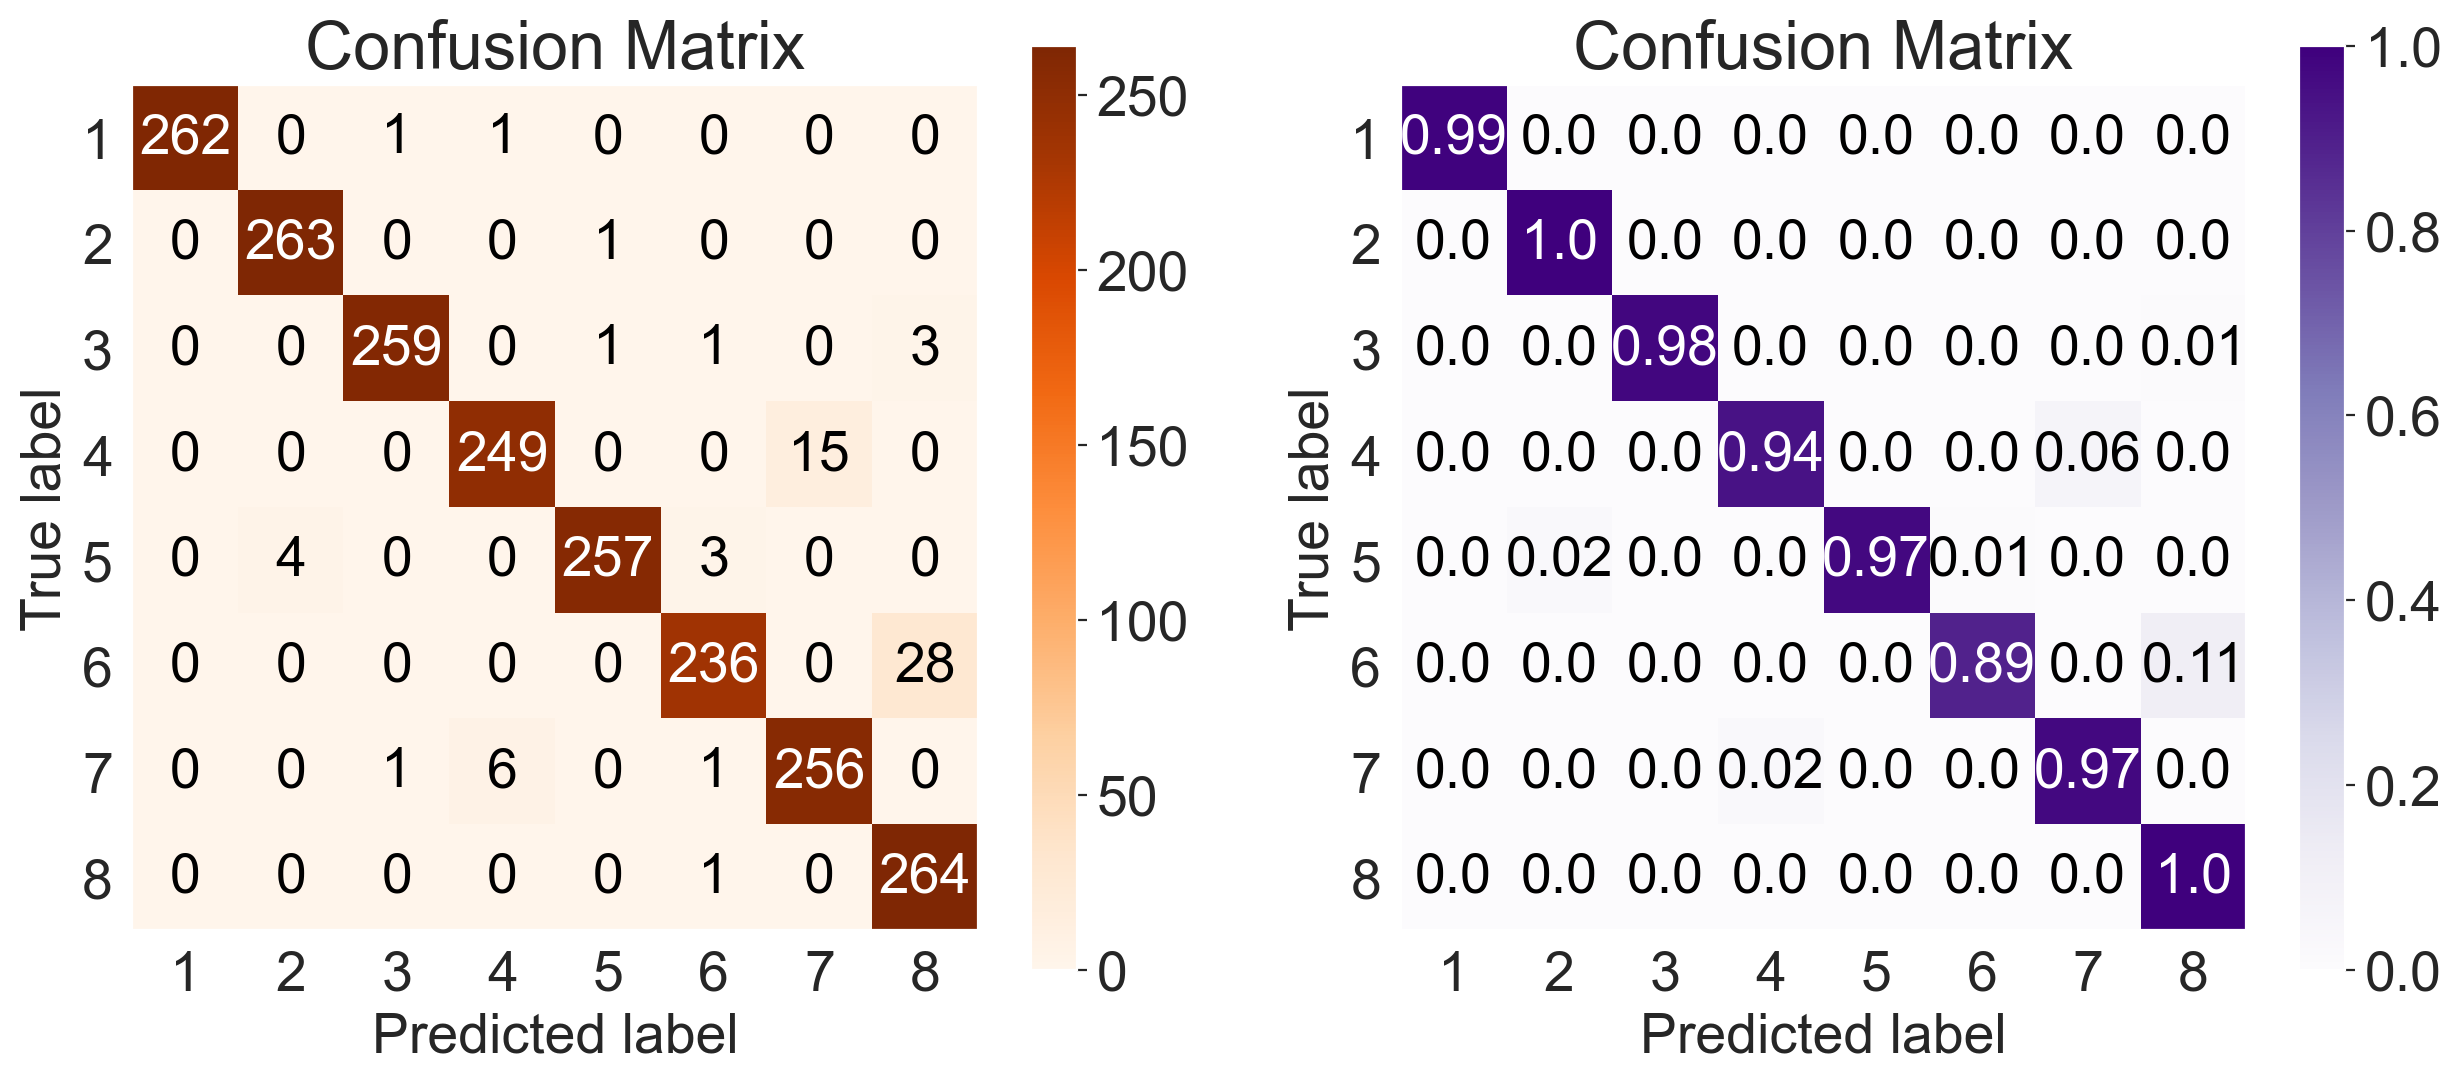 Confusion Matrix
1 262 0 1 1 0 0 0 0
2 0 263 0 0 1 0 0 0
3 0 0 259 0 1 1 0 3
4 0 0 0 249 0 0 15 0
5 0 4 0 0 257 3 0 0
6 0 0 0 0 0 236 0 28
7 0 0 1 6 0 1 256 0
8 0 0 0 0 0 1 0 264
1 2 3 4 5 6 7 8
Predicted label
True label
250
200
150
100
50
0
Confusion Matrix
1 0.99 0.0 0.0 0.0 0.0 0.0 0.0 0.0
2 0.0 1.0 0.0 0.0 0.0 0.0 0.0 0.0
3 0.0 0.0 0.98 0.0 0.0 0.0 0.0 0.01
4 0.0 0.0 0.0 0.94 0.0 0.0 0.06 0.0
5 0.0 0.02 0.0 0.0 0.97 0.01 0.0 0.0
6 0.0 0.0 0.0 0.0 0.0 0.89 0.0 0.11
7 0.0 0.0 0.0 0.02 0.0 0.0 0.97 0.0
8 0.0 0.0 0.0 0.0 0.0 0.0 0.0 1.0
1 2 3 4 5 6 7 8
Predicted label
True label
1.0
0.8
0.6
0.4
0.2
0.0